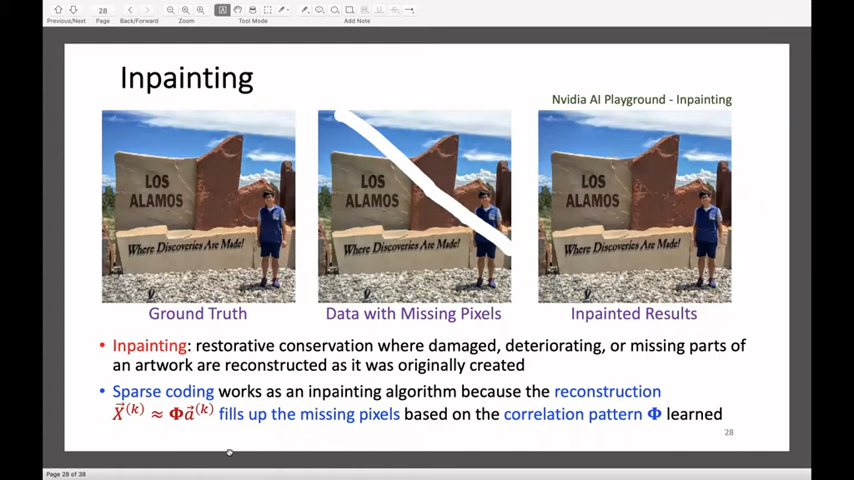 28
Previous/Next Page Back/Forward Zoom Tool Mode Add Note
Inpainting
Nvidia AI Playground - Inpainting
LOS
ALAMOS
Where Discoveries Are Made!
LOS
ALAMOS
Where Discoveries Are Made!
LOS
ALAMOS
Where Discoveries Are Made!
Ground Truth
Data with Missing Pixels
Inpainted Results
• Inpainting: restorative conservation where damaged, deteriorating, or missing parts of
an artwork are reconstructed as it was originally created
• Sparse coding works as an inpainting algorithm because the reconstruction
X⃗⁽ᵏ⁾ ≈ Φa⃗⁽ᵏ⁾ fills up the missing pixels based on the correlation pattern Φ learned
28
Page 28 of 38